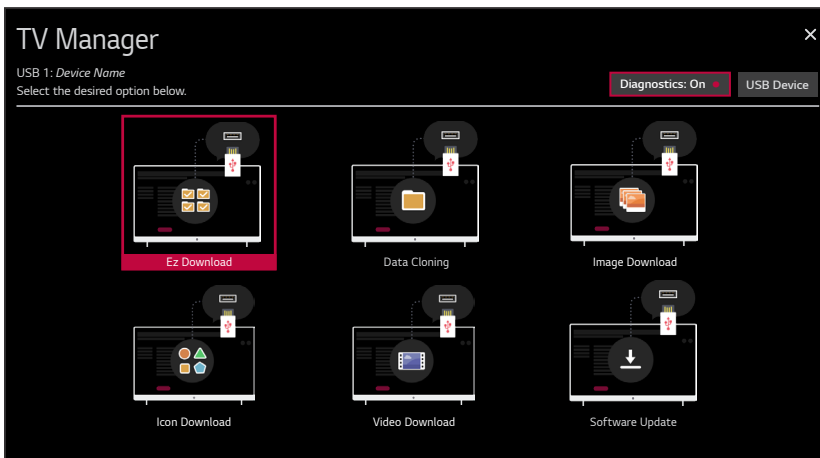 TV Manager
USB 1: Device Name
Select the desired option below.
Diagnostics: On
USB Device
Ez Download
Data Cloning
Image Download
Icon Download
Video Download
Software Update